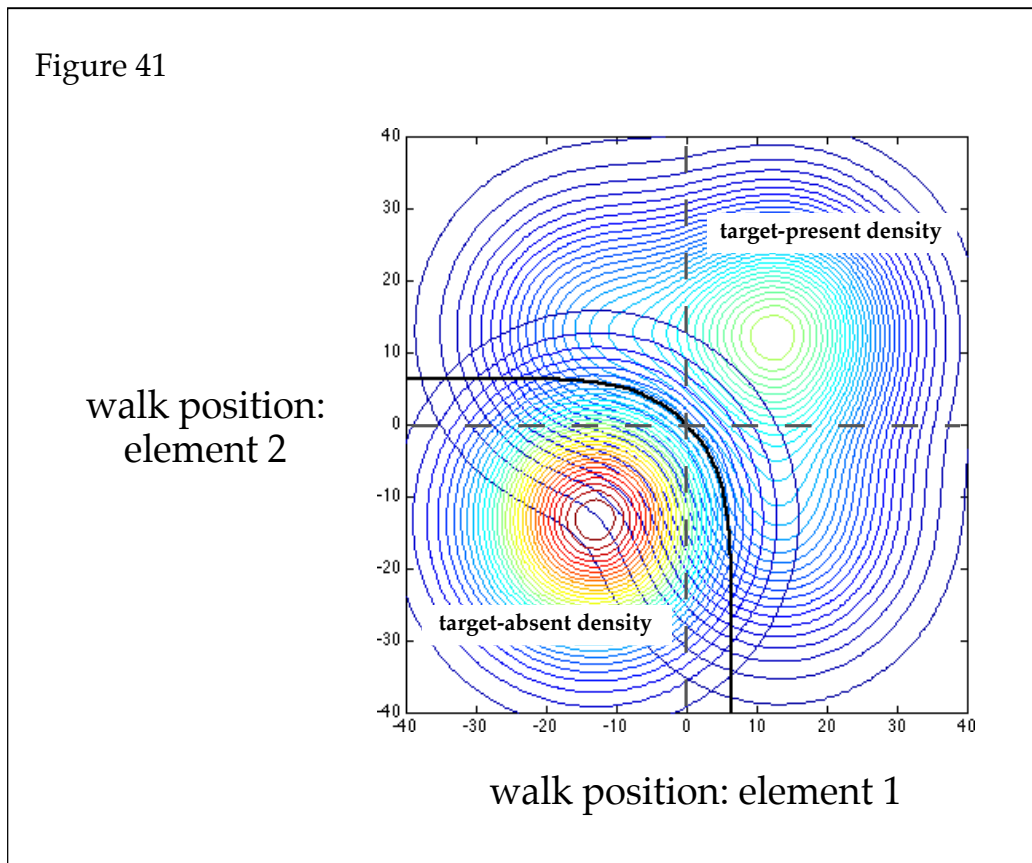 Figure 41
40
30
20
10
0
-10
-20
-30
-40
-40 -30 -20 -10 0 10 20 30 40
target-present density
target-absent density
walk position:
element 2
walk position: element 1